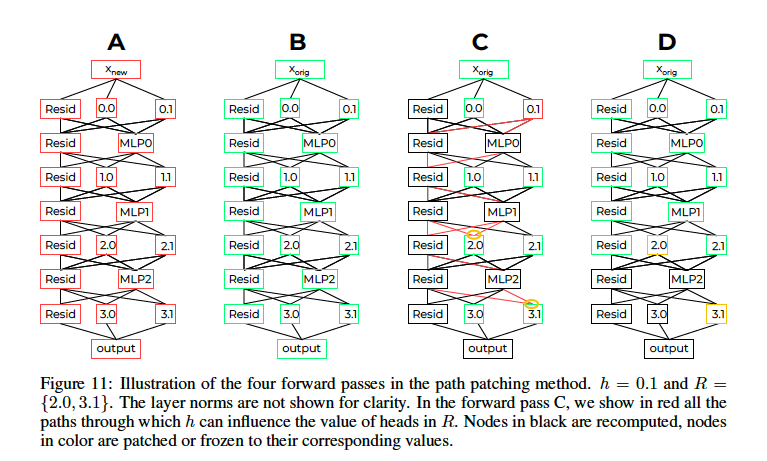 A B C D
x_new x_orig x_orig x_orig
Resid 0.0 0.1 Resid 0.0 0.1 Resid 0.0 0.1 Resid 0.0 0.1
Resid MLP0 Resid MLP0 Resid MLP0 Resid MLP0
Resid 1.0 1.1 Resid 1.0 1.1 Resid 1.0 1.1 Resid 1.0 1.1
Resid MLP1 Resid MLP1 Resid MLP1 Resid MLP1
Resid 2.0 2.1 Resid 2.0 2.1 Resid 2.0 2.1 Resid 2.0 2.1
Resid MLP2 Resid MLP2 Resid MLP2 Resid MLP2
Resid 3.0 3.1 Resid 3.0 3.1 Resid 3.0 3.1 Resid 3.0 3.1
output output output output
Figure 11: Illustration of the four forward passes in the path patching method. h = 0.1 and R =
{2.0, 3.1}. The layer norms are not shown for clarity. In the forward pass C, we show in red all the
paths through which h can influence the value of heads in R. Nodes in black are recomputed, nodes
in color are patched or frozen to their corresponding values.